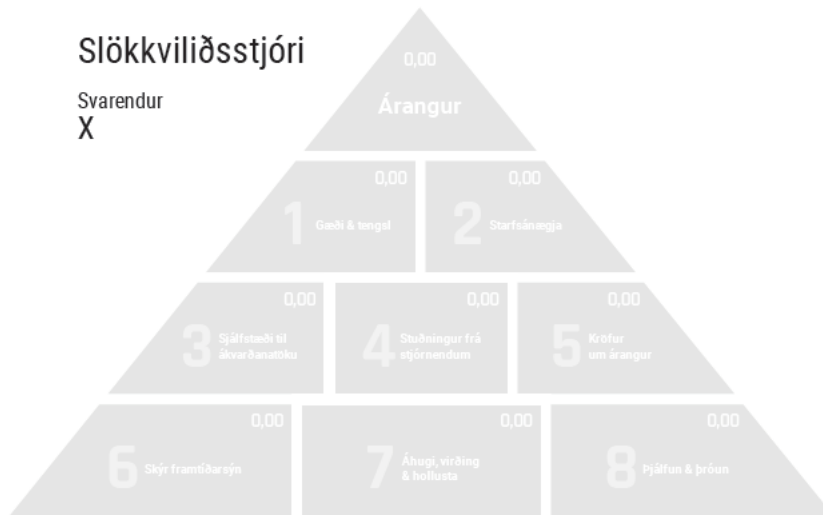 Slökkviliðsstjóri
Svarendur
X
0,00
Árangur
0,00
1 Gæði & tengsl
0,00
2 Starfsánægja
0,00
3 Sjálfstæði til
ákvarðanatöku
0,00
4 Stuðningur frá
stjórnendum
0,00
5 Kröfur
um árangur
0,00
6 Skýr framtíðarsýn
0,00
7 Áhugi, virðing
& hollusta
0,00
8 Þjálfun & þróun